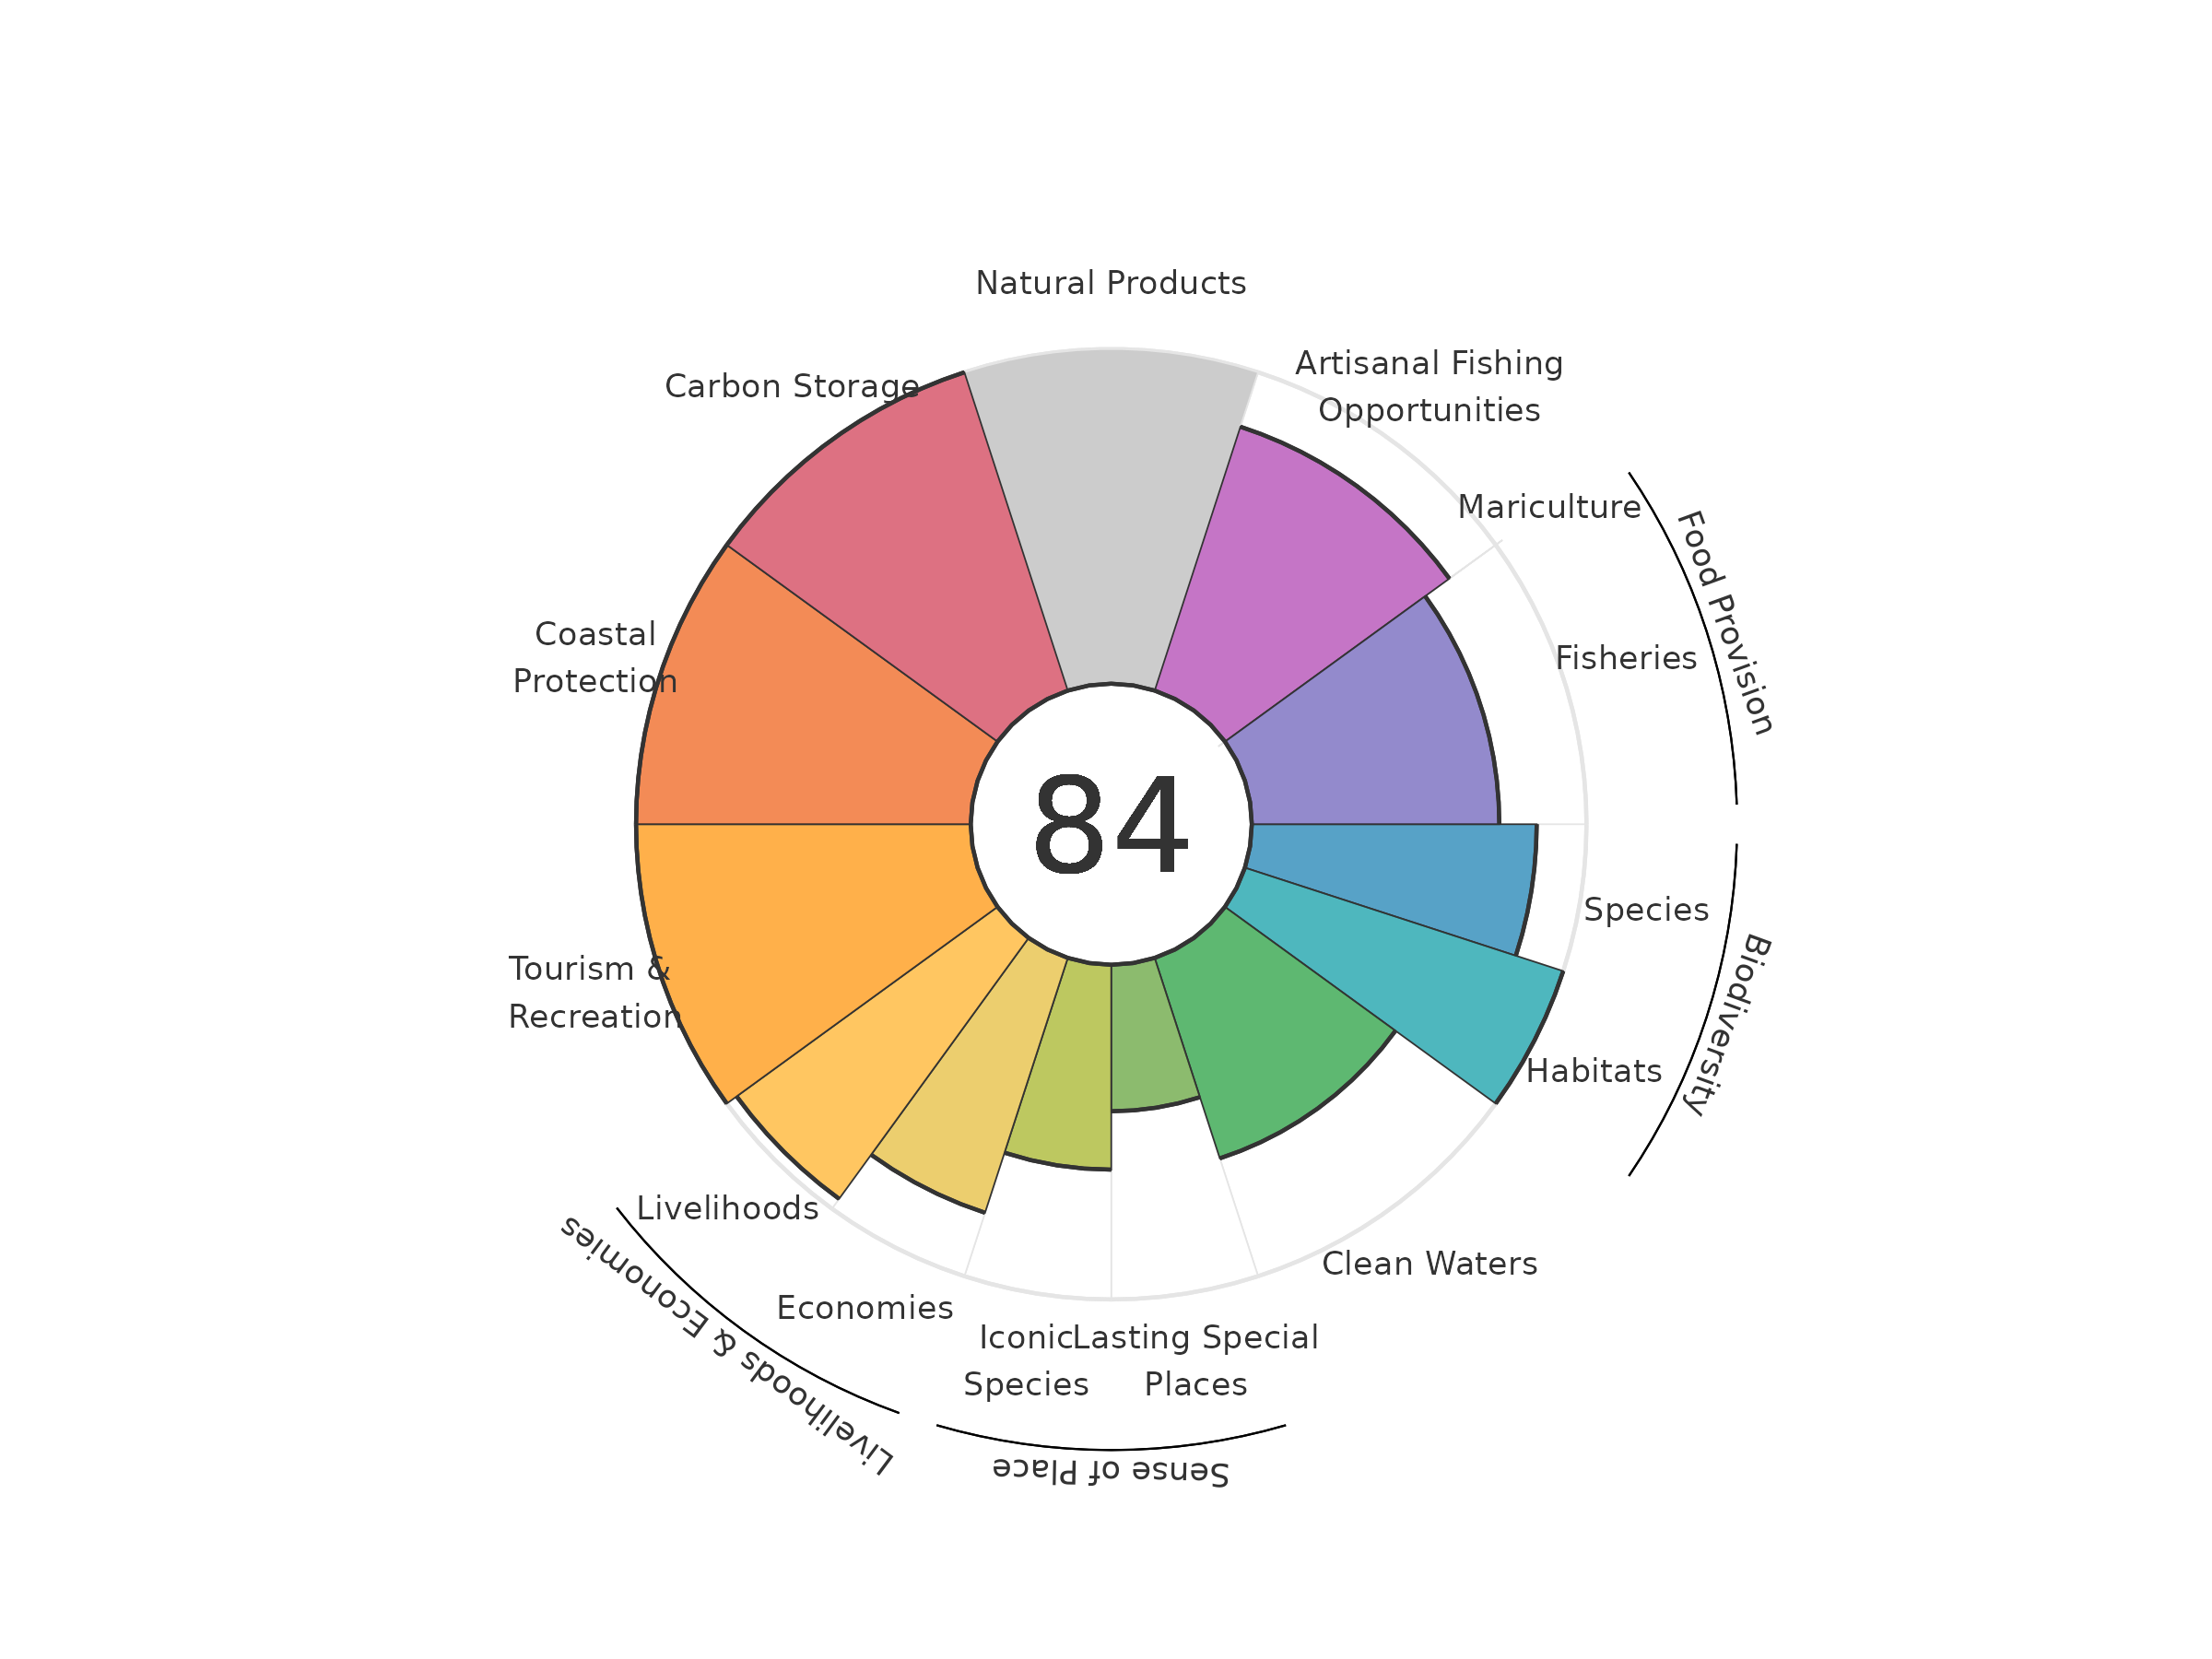 Natural Products
Artisanal Fishing
Opportunities
Carbon Storage
Mariculture
Food Provision
Coastal
Protection
Fisheries
84
Species
Biodiversity
Tourism &
Recreation
Habitats
Livelihoods
Livelihoods & Economies
Clean Waters
Economies
Iconic
Species
Lasting Special
Places
Sense of Place